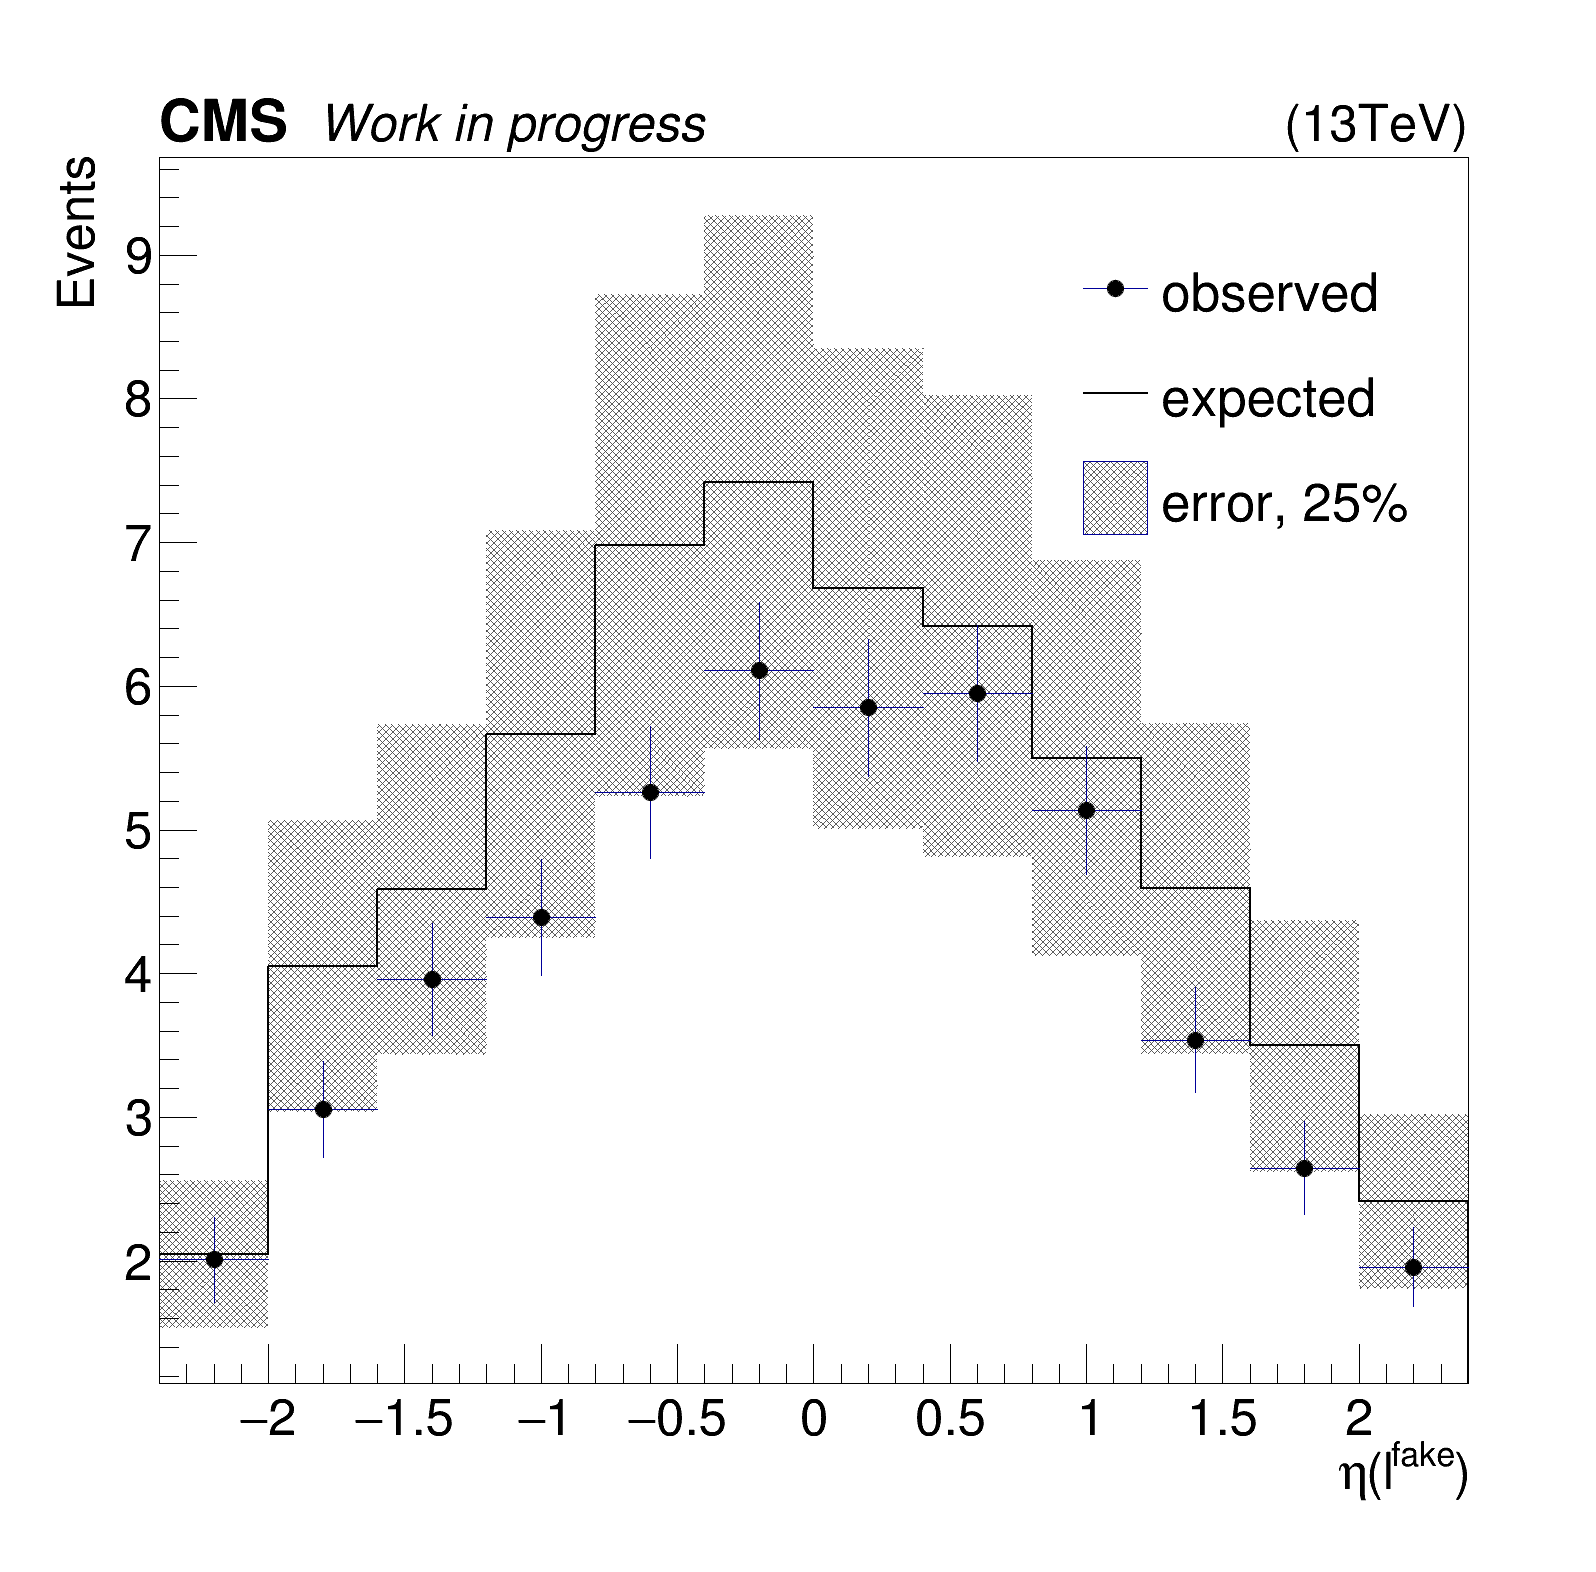 CMS Work in progress (13TeV)
Events
9
8
7
6
5
4
3
2
observed
expected
error, 25%
−2 −1.5 −1 −0.5 0 0.5 1 1.5 2
η(l^fake)